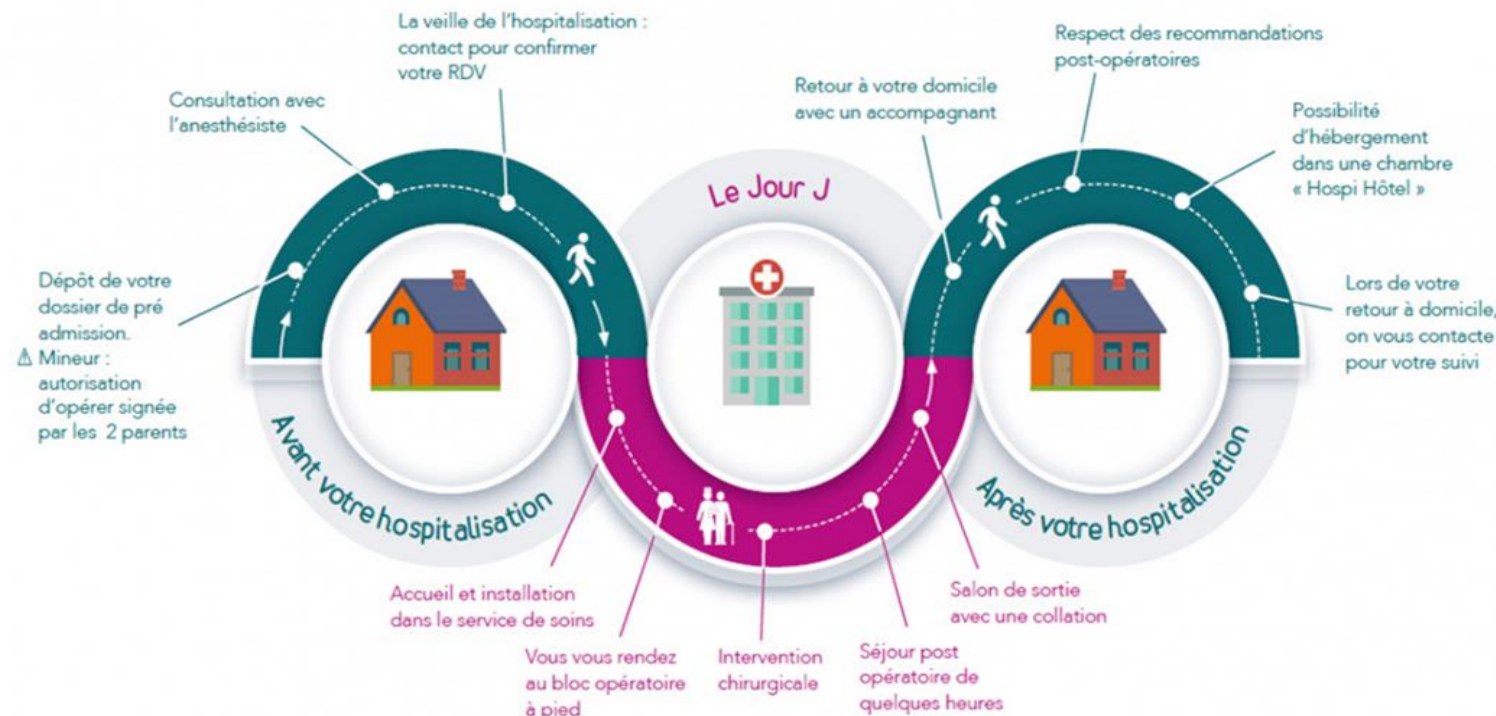 Dépôt de votre
dossier de pré
admission.
⚠ Mineur :
autorisation
d'opérer signée
par les 2 parents
Consultation avec
l'anesthésiste
La veille de l'hospitalisation :
contact pour confirmer
votre RDV
Avant votre hospitalisation
Le Jour J
Accueil et installation
dans le service de soins
Vous vous rendez
au bloc opératoire
à pied
Intervention
chirurgicale
Séjour post
opératoire de
quelques heures
Salon de sortie
avec une collation
Retour à votre domicile
avec un accompagnant
Respect des recommandations
post-opératoires
Possibilité
d'hébergement
dans une chambre
« Hospi Hôtel »
Lors de votre
retour à domicile,
on vous contacte
pour votre suivi
Après votre hospitalisation